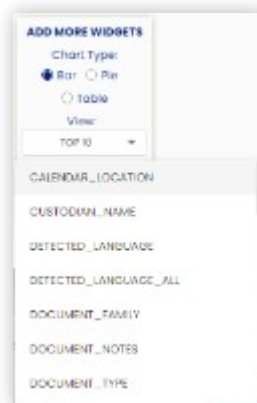 ADD MORE WIDGETS
Chart Type:
Bar Pie
Table
View:
TOP 10
CALENDAR_LOCATION
CUSTODIAN_NAME
DETECTED_LANGUAGE
DETECTED_LANGUAGE_ALL
DOCUMENT_FAMILY
DOCUMENT_NOTES
DOCUMENT_TYPE